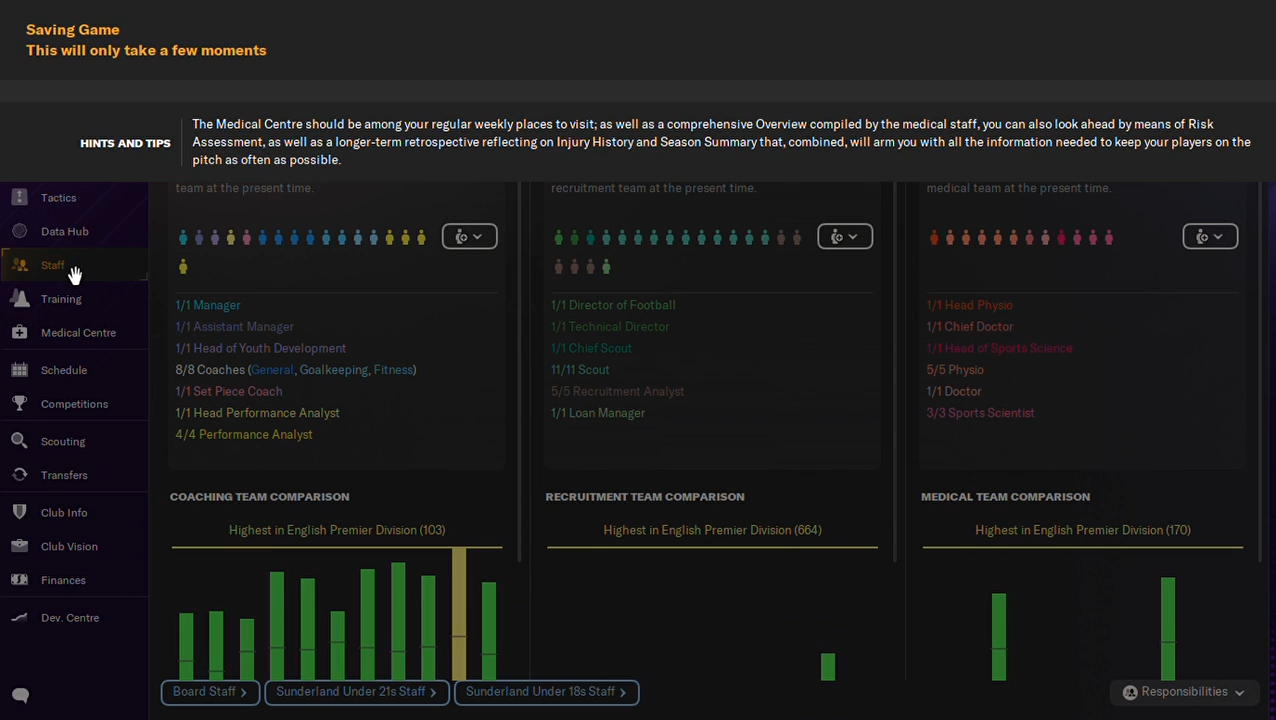 Saving Game
This will only take a few moments
HINTS AND TIPS
The Medical Centre should be among your regular weekly places to visit; as well as a comprehensive Overview compiled by the medical staff, you can also look ahead by means of Risk
Assessment, as well as a longer-term retrospective reflecting on Injury History and Season Summary that, combined, will arm you with all the information needed to keep your players on the
pitch as often as possible.
Tactics
Data Hub
Staff
Training
Medical Centre
Schedule
Competitions
Scouting
Transfers
Club Info
Club Vision
Finances
Dev. Centre
team at the present time.
1/1 Manager
1/1 Assistant Manager
1/1 Head of Youth Development
8/8 Coaches (General, Goalkeeping, Fitness)
1/1 Set Piece Coach
1/1 Head Performance Analyst
4/4 Performance Analyst
COACHING TEAM COMPARISON
Highest in English Premier Division (103)
recruitment team at the present time.
1/1 Director of Football
1/1 Technical Director
1/1 Chief Scout
11/11 Scout
5/5 Recruitment Analyst
1/1 Loan Manager
RECRUITMENT TEAM COMPARISON
Highest in English Premier Division (664)
medical team at the present time.
1/1 Head Physio
1/1 Chief Doctor
1/1 Head of Sports Science
5/5 Physio
1/1 Doctor
3/3 Sports Scientist
MEDICAL TEAM COMPARISON
Highest in English Premier Division (170)
Board Staff
Sunderland Under 21s Staff
Sunderland Under 18s Staff
Responsibilities